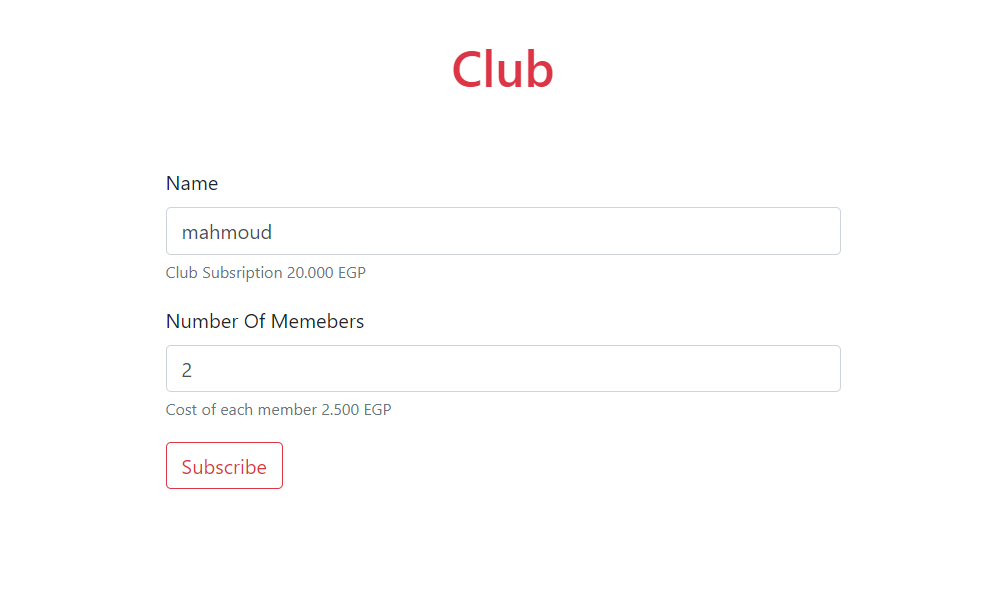 Club
Name
mahmoud
Club Subsription 20.000 EGP
Number Of Memebers
2
Cost of each member 2.500 EGP
Subscribe